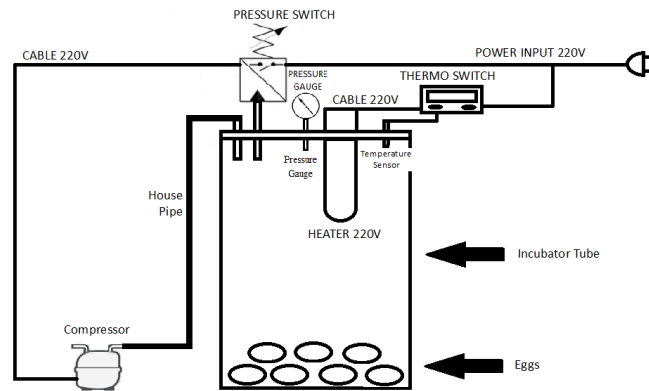 PRESSURE SWITCH
CABLE 220V
POWER INPUT 220V
PRESSURE
GAUGE
THERMO SWITCH
CABLE 220V
Pressure
Gauge
Temperature
Sensor
House
Pipe
HEATER 220V
Incubator Tube
Compressor
Eggs